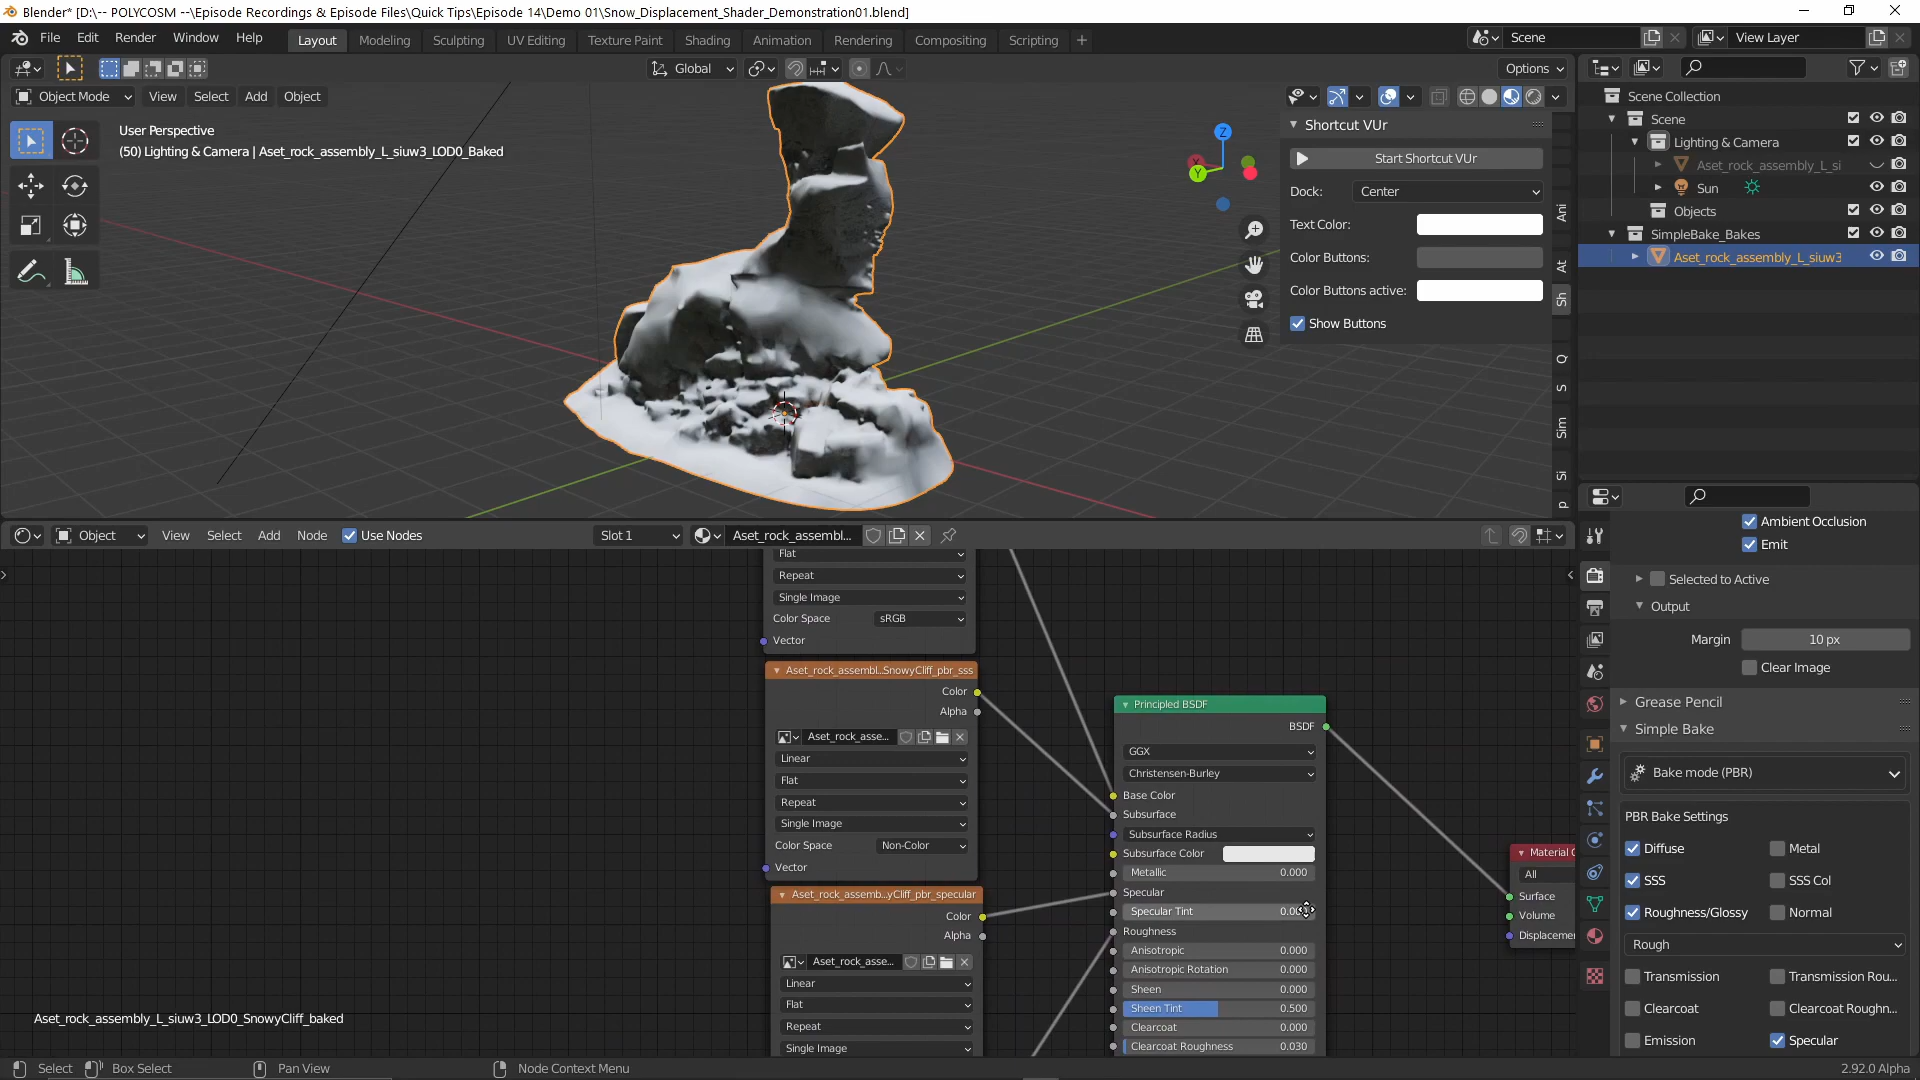 Blender* [D:\-- POLYCOSM --\Episode Recordings & Episode Files\Quick Tips\Episode 14\Demo 01\Snow_Displacement_Shader_Demonstration01.blend]
File Edit Render Window Help Layout Modeling Sculpting UV Editing Texture Paint Shading Animation Rendering Compositing Scripting + Scene View Layer
Global Options
Object Mode View Select Add Object
User Perspective
(50) Lighting & Camera | Aset_rock_assembly_L_siuw3_LOD0_Baked
Z
Y
Shortcut VUr
Start Shortcut VUr
Dock: Center
Text Color:
Color Buttons:
Color Buttons active:
Show Buttons
Ani
At
Sh
Q
S
Sim
Si
p
Scene Collection
Scene
Lighting & Camera
Aset_rock_assembly_L_si
Sun
Objects
SimpleBake_Bakes
Aset_rock_assembly_L_siuw3
Object View Select Add Node Use Nodes Slot 1 Aset_rock_assembl...
Flat
Repeat
Single Image
Color Space sRGB
Vector
Aset_rock_assembl..SnowyCliff_pbr_sss
Color
Alpha
Aset_rock_asse...
Linear
Flat
Repeat
Single Image
Color Space Non-Color
Vector
Aset_rock_assemb..yCliff_pbr_specular
Color
Alpha
Aset_rock_asse...
Linear
Flat
Repeat
Single Image
Principled BSDF
BSDF
GGX
Christensen-Burley
Base Color
Subsurface
Subsurface Radius
Subsurface Color
Metallic 0.000
Specular
Specular Tint
Roughness
Anisotropic 0.000
Anisotropic Rotation 0.000
Sheen 0.000
Sheen Tint 0.500
Clearcoat 0.000
Clearcoat Roughness 0.030
Material
All
Surface
Volume
Displacemen
Aset_rock_assembly_L_siuw3_LOD0_SnowyCliff_baked
Ambient Occlusion
Emit
Selected to Active
Output
Margin 10 px
Clear Image
Grease Pencil
Simple Bake
Bake mode (PBR)
PBR Bake Settings
Diffuse Metal
SSS SSS Col
Roughness/Glossy Normal
Rough
Transmission Transmission Rou...
Clearcoat Clearcoat Roughn...
Emission Specular
Select Box Select Pan View Node Context Menu 2.92.0 Alpha